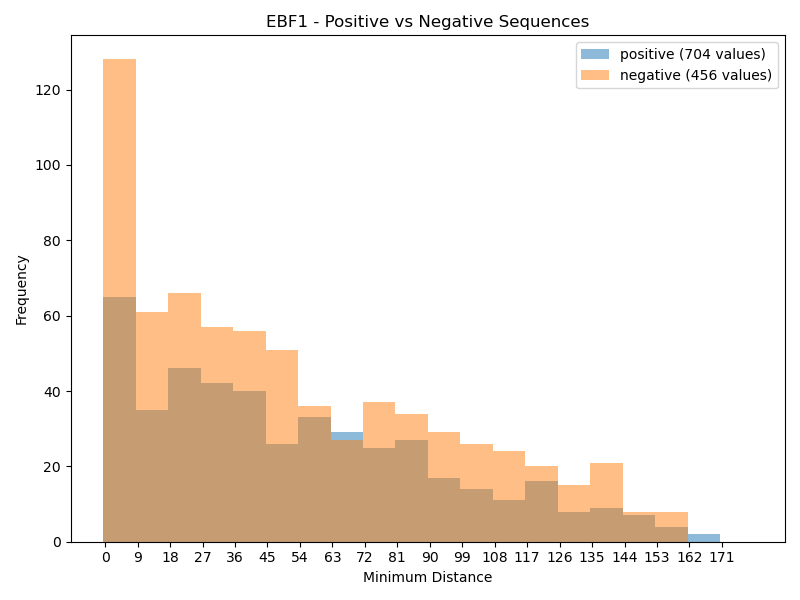 EBF1 - Positive vs Negative Sequences
positive (704 values)
negative (456 values)
120
100
80
60
40
20
0
Frequency
0 9 18 27 36 45 54 63 72 81 90 99 108 117 126 135 144 153 162 171
Minimum Distance